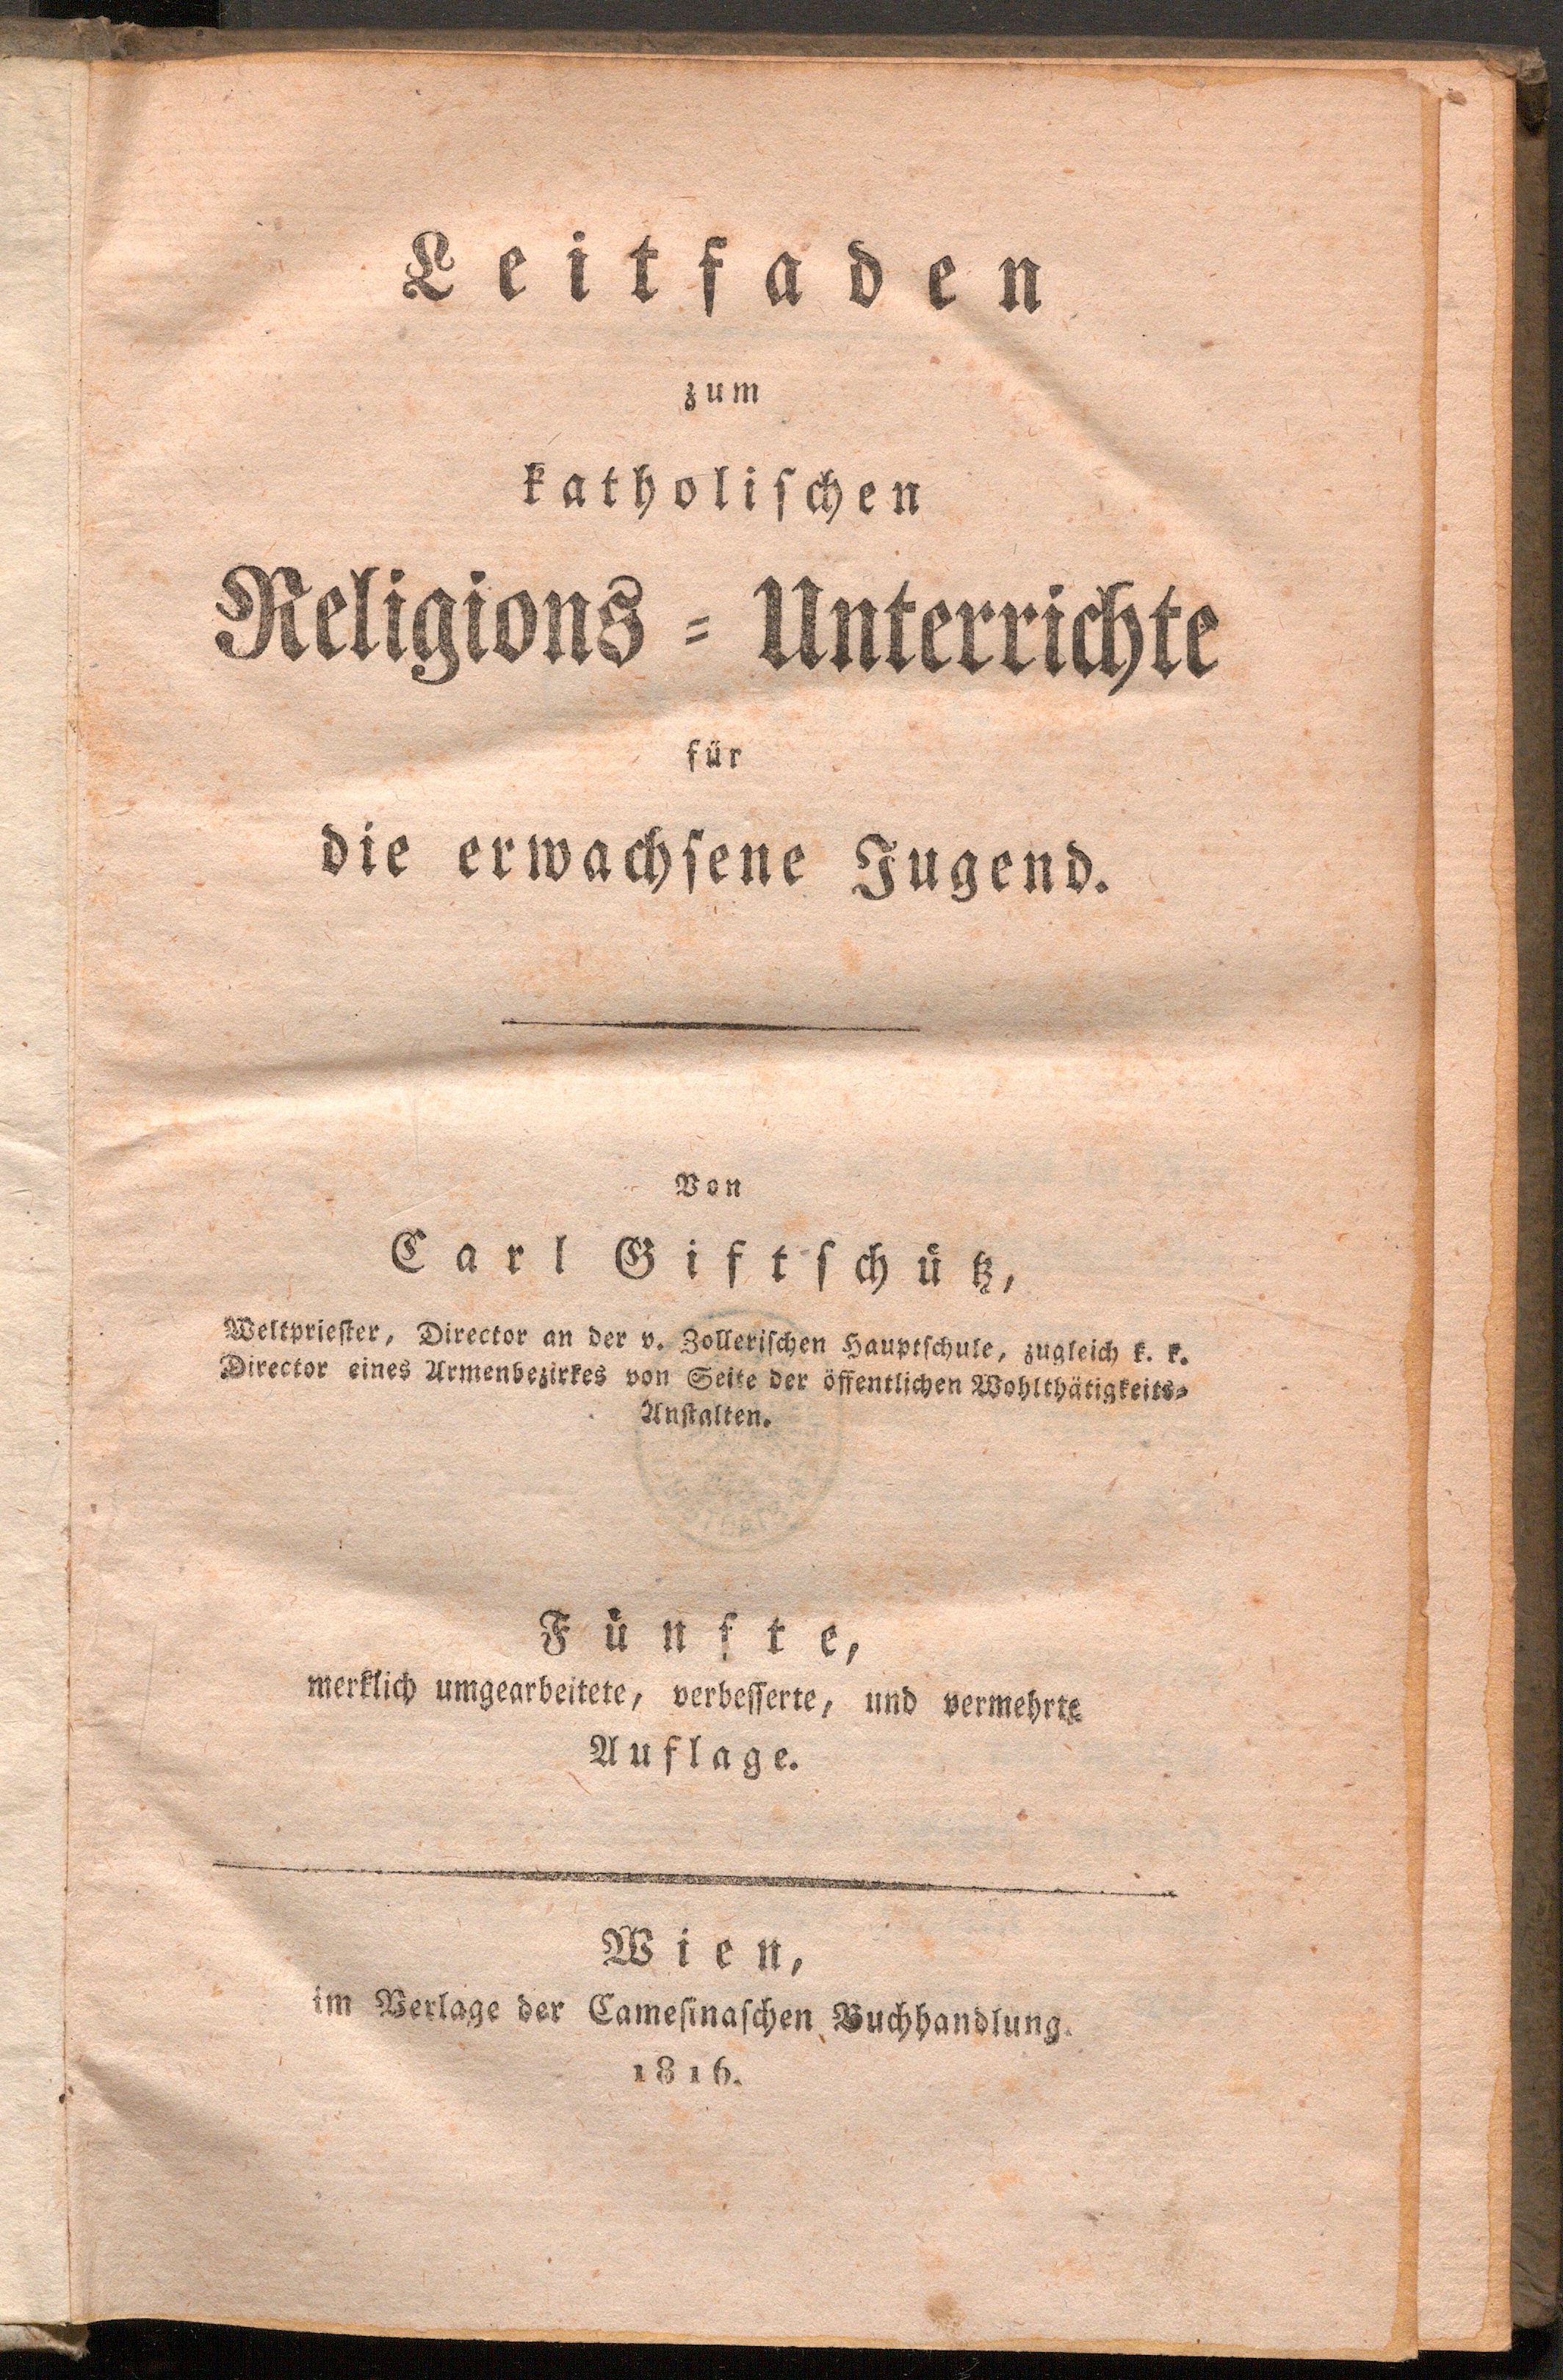 Leitfaden
zum
katholischen
Religions-Unterrichte
für
die erwachsene Jugend.
Von
Carl Giftschütz,
Weltpriester, Director an der v. Zollerischen Hauptschule, zugleich k. k.
Director eines Armenbezirkes von Seite der öffentlichen Wohlthätigkeits-
Anstalten.
Fünfte,
merklich umgearbeitete, verbesserte, und vermehrte
Auflage.
Wien,
im Verlage der Camesinaschen Buchhandlung.
1816.